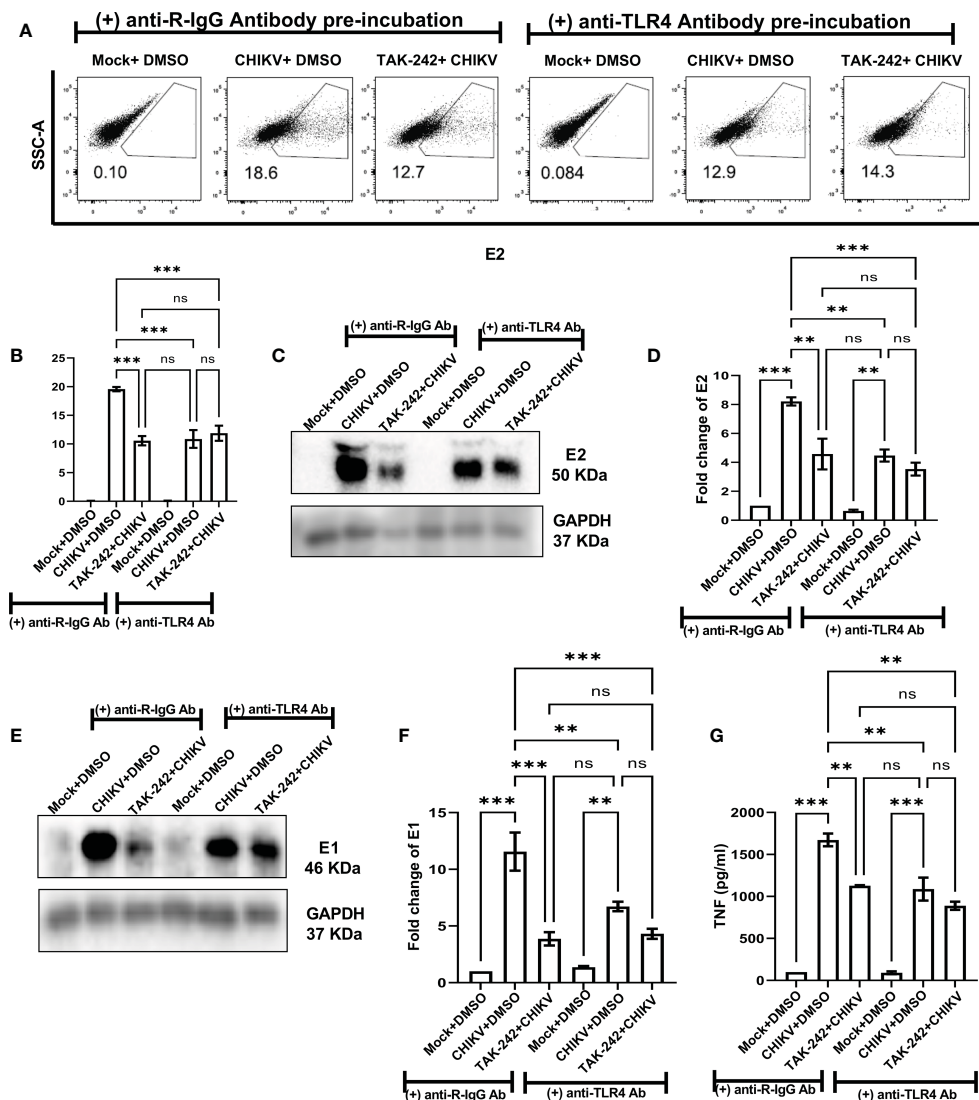 A
(+) anti-R-IgG Antibody pre-incubation
(+) anti-TLR4 Antibody pre-incubation
Mock+ DMSO
CHIKV+ DMSO
TAK-242+ CHIKV
Mock+ DMSO
CHIKV+ DMSO
TAK-242+ CHIKV
SSC-A
0.10
18.6
12.7
0.084
12.9
14.3
E2
B
***
ns
***
*** ns ns
25
20
15
10
5
0
Mock+DMSO
CHIKV+DMSO
TAK-242+CHIKV
Mock+DMSO
CHIKV+DMSO
TAK-242+CHIKV
(+) anti-R-IgG Ab
(+) anti-TLR4 Ab
C
(+) anti-R-IgG Ab
(+) anti-TLR4 Ab
Mock+DMSO
CHIKV+DMSO
TAK-242+CHIKV
Mock+DMSO
CHIKV+DMSO
TAK-242+CHIKV
E2
50 KDa
GAPDH
37 KDa
D
***
ns
**
** ns ns
*** **
Fold change of E2
10
8
6
4
2
0
Mock+DMSO
CHIKV+DMSO
TAK-242+CHIKV
Mock+DMSO
CHIKV+DMSO
TAK-242+CHIKV
(+) anti-R-IgG Ab
(+) anti-TLR4 Ab
E
(+) anti-R-IgG Ab
(+) anti-TLR4 Ab
Mock+DMSO
CHIKV+DMSO
TAK-242+CHIKV
Mock+DMSO
CHIKV+DMSO
TAK-242+CHIKV
E1
46 KDa
GAPDH
37 KDa
F
***
ns
**
*** ns ns
*** **
Fold change of E1
15
10
5
0
Mock+DMSO
CHIKV+DMSO
TAK-242+CHIKV
Mock+DMSO
CHIKV+DMSO
TAK-242+CHIKV
(+) anti-R-IgG Ab
(+) anti-TLR4 Ab
G
**
ns
**
** ns ns
*** ***
TNF (pg/ml)
2000
1500
1000
500
0
Mock+DMSO
CHIKV+DMSO
TAK-242+CHIKV
Mock+DMSO
CHIKV+DMSO
TAK-242+CHIKV
(+) anti-R-IgG Ab
(+) anti-TLR4 Ab